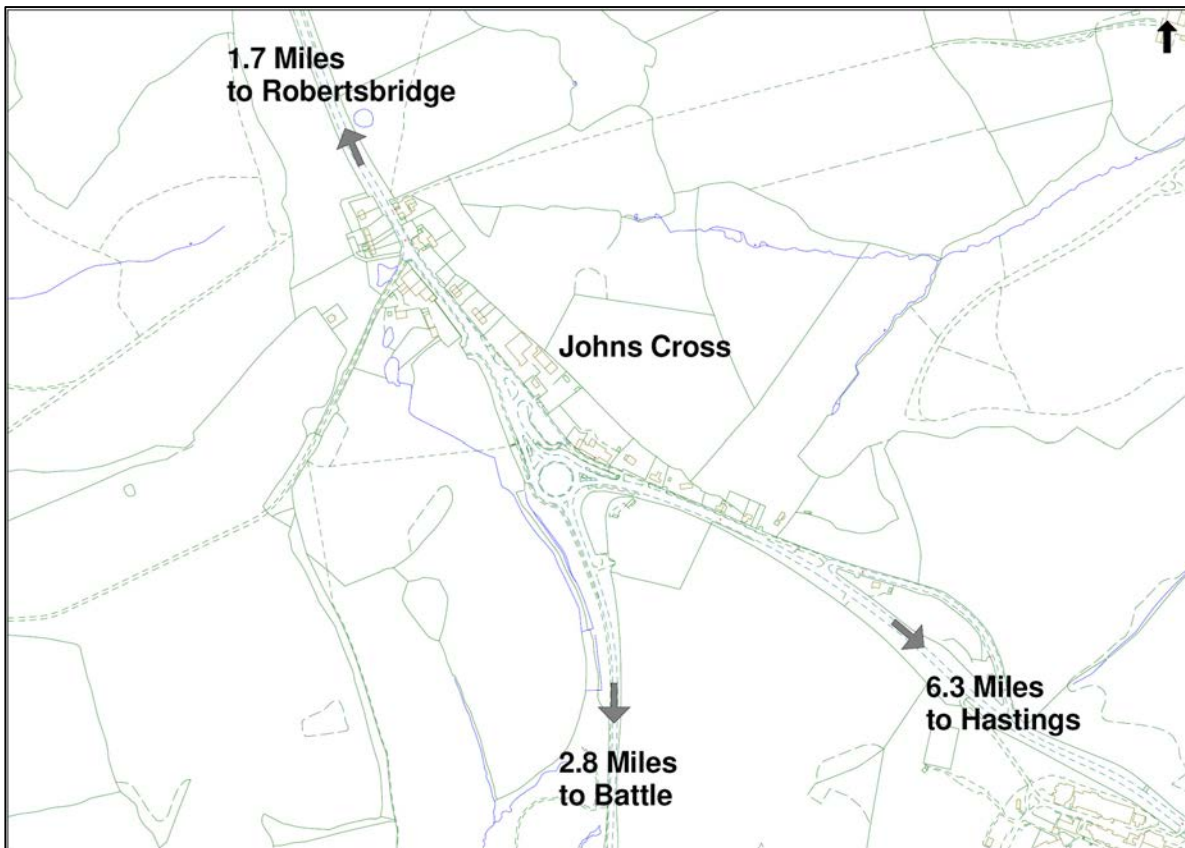 1.7 Miles
to Robertsbridge
Johns Cross
6.3 Miles
to Hastings
2.8 Miles
to Battle